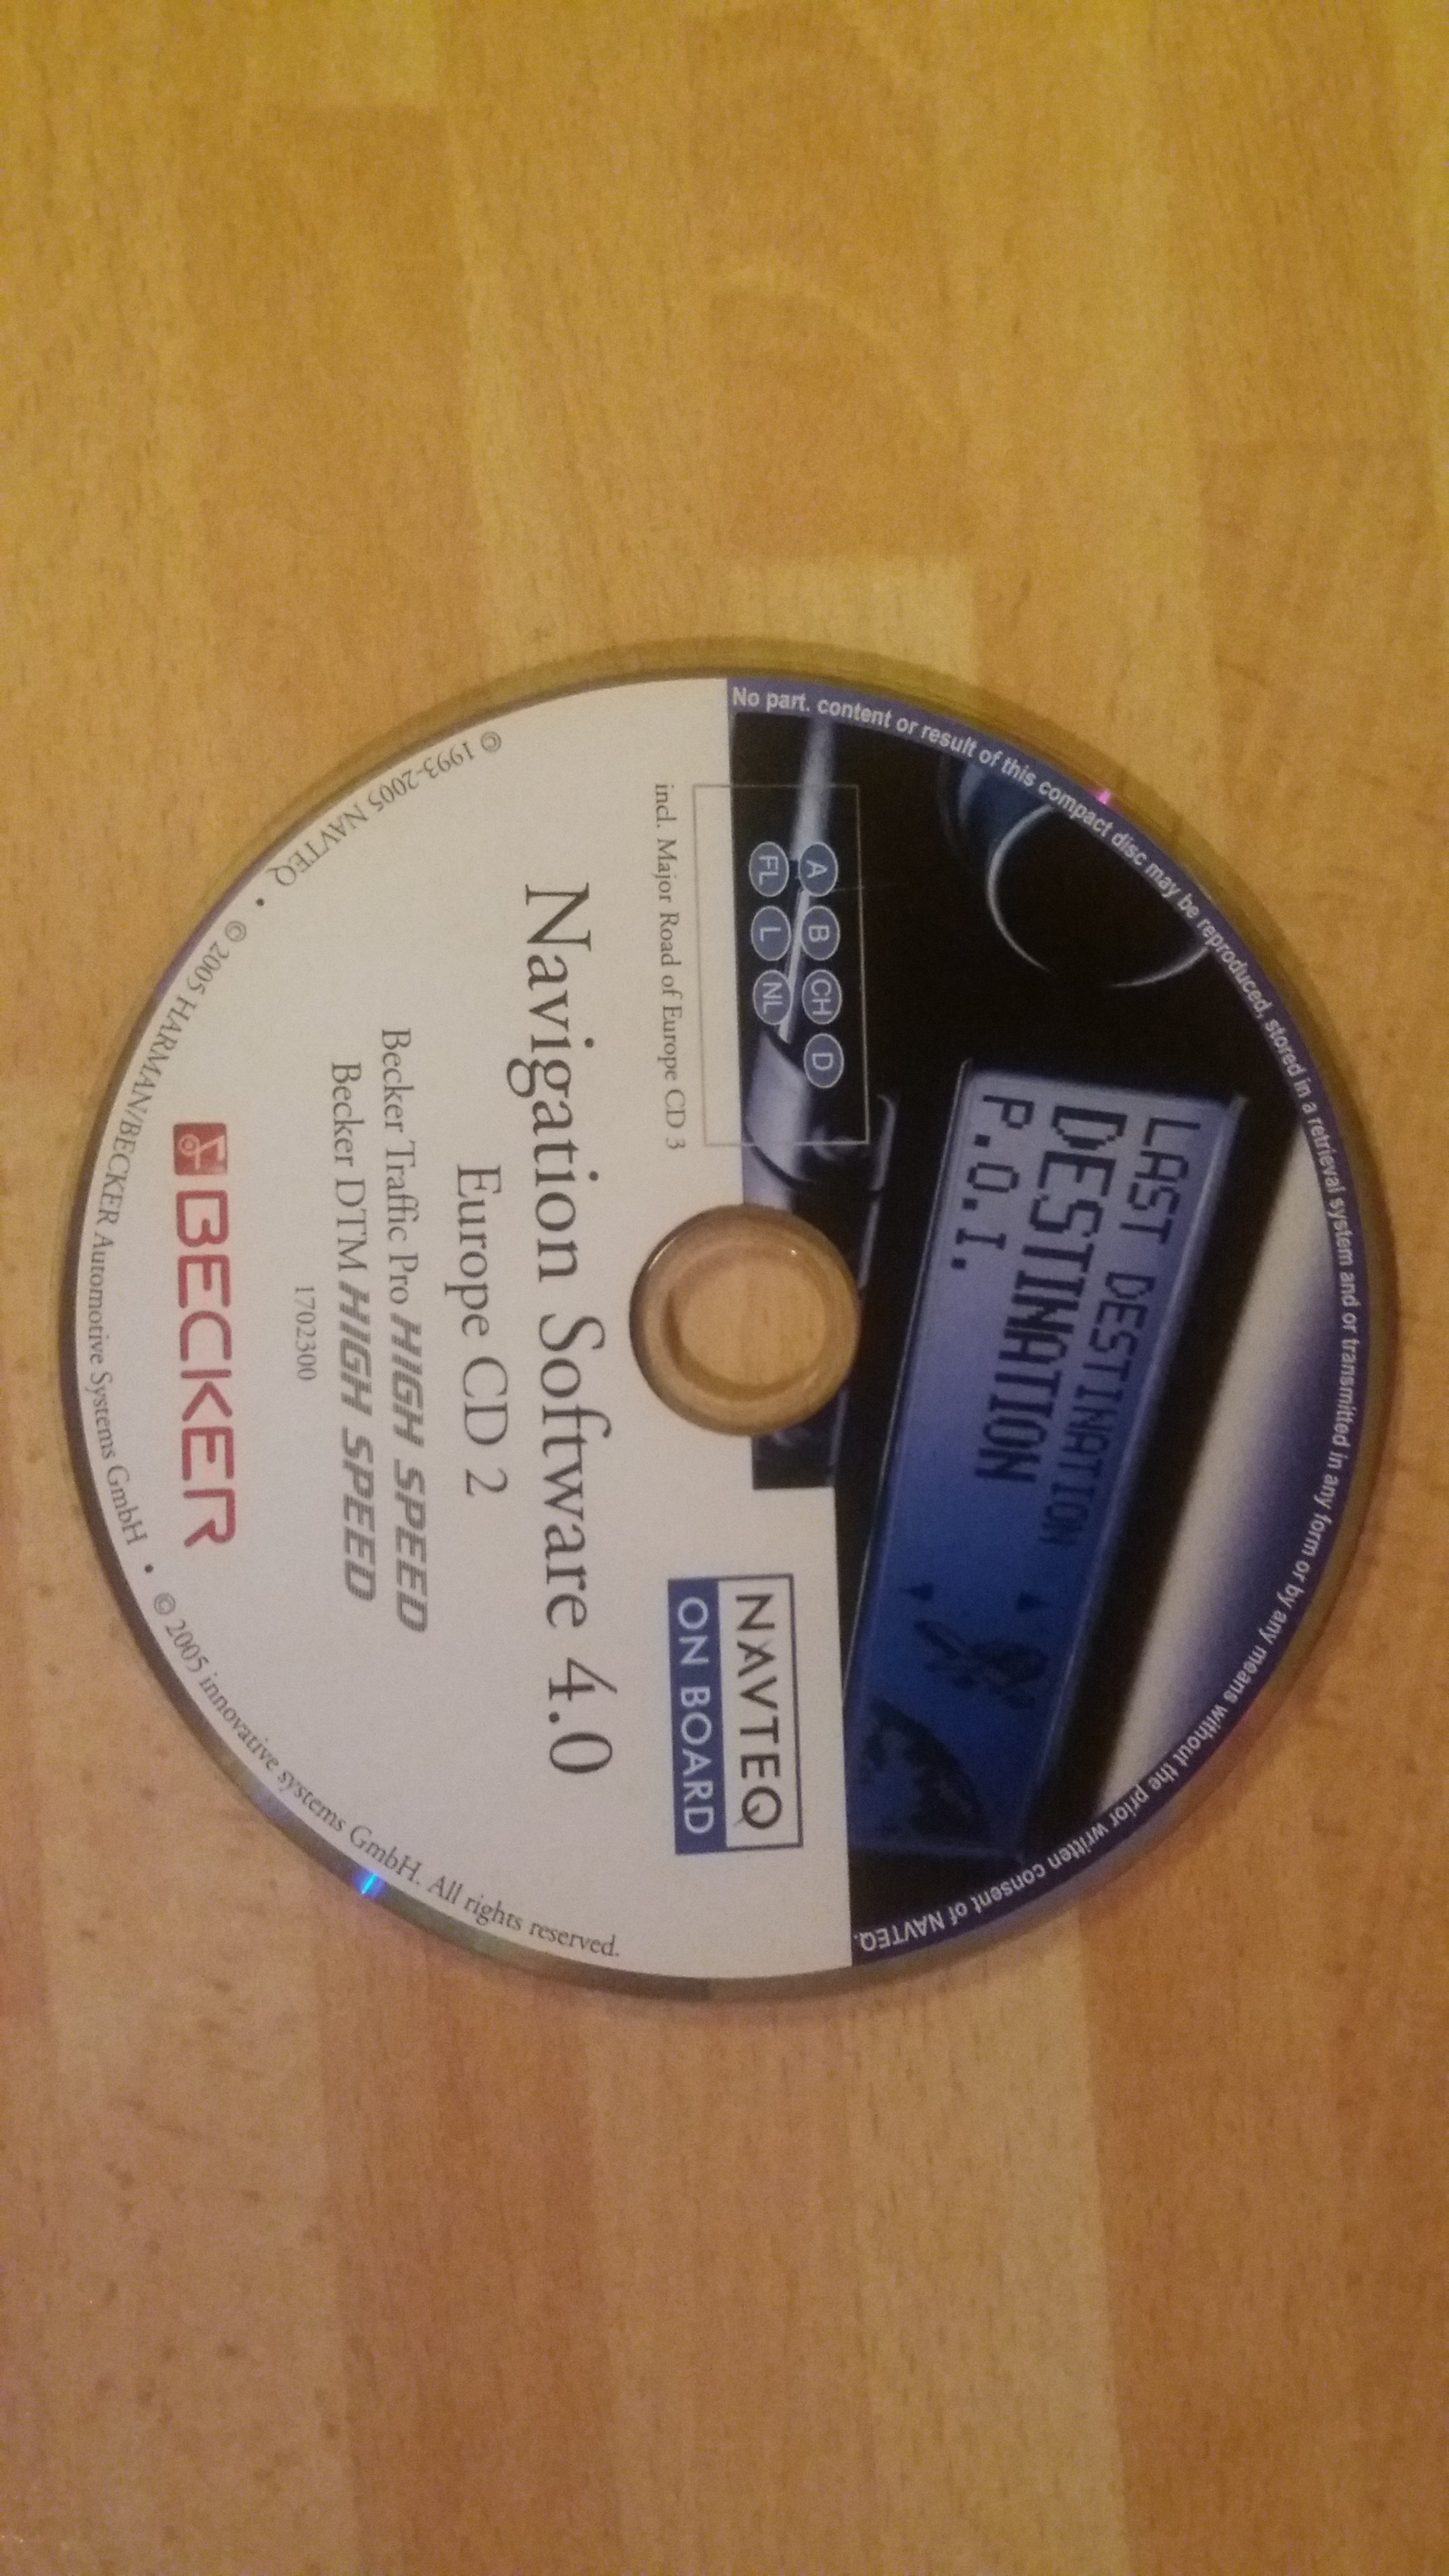 No part. content or result of this compact disc may be reproduced, stored in a retrieval system and or transmitted in any form or by any means without the prior written consent of NAVTEQ.
LAST DESTINATION
DESTINATION
P.O.I.
A B CH D
FL L NL
incl. Major Road of Europe CD 3
NAVTEQ
ON BOARD
Navigation Software 4.0
Europe CD 2
Becker Traffic Pro HIGH SPEED
Becker DTM HIGH SPEED
1702300
BECKER
© 1993-2005 NAVTEQ • © 2005 HARMAN/BECKER Automotive Systems GmbH • © 2005 innovative systems GmbH. All rights reserved.